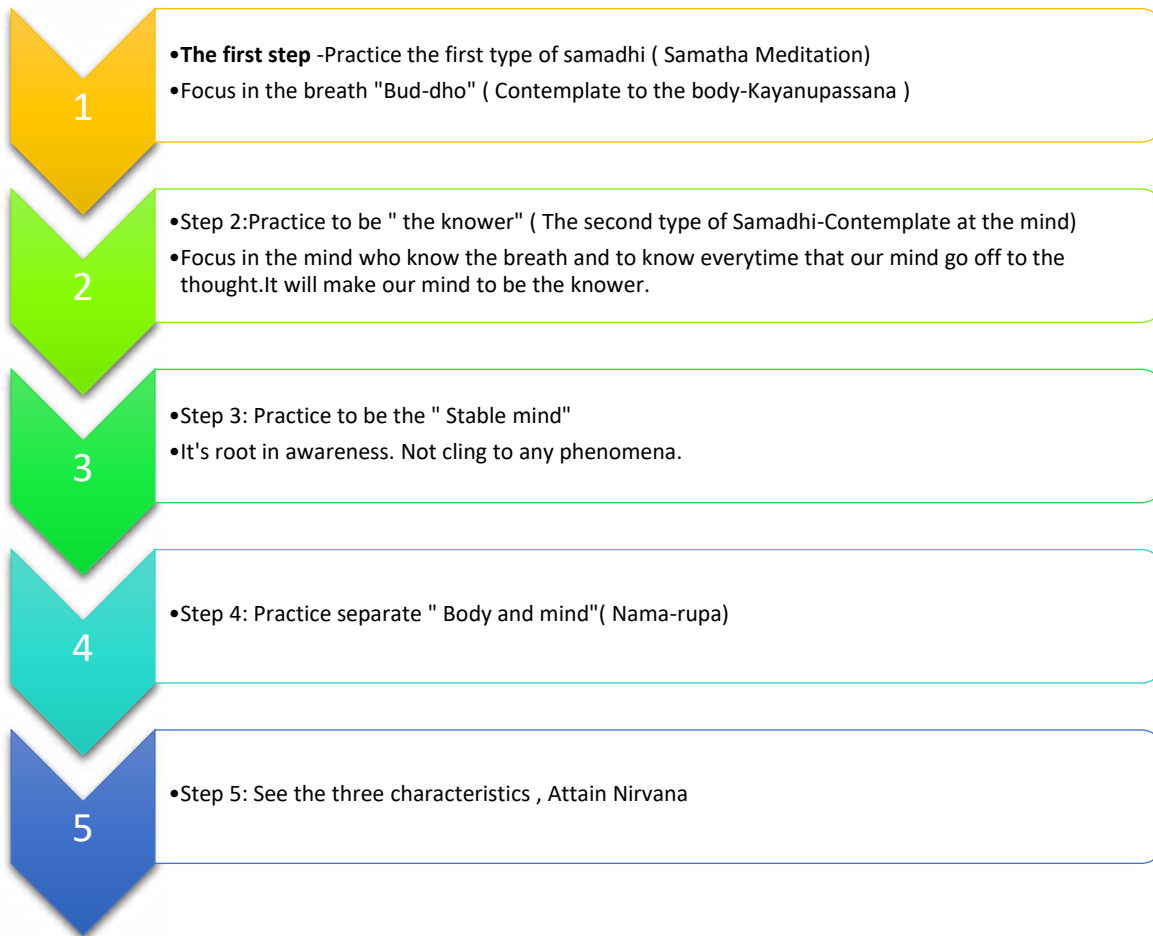 1
•The first step -Practice the first type of samadhi ( Samatha Meditation)
•Focus in the breath "Bud-dho" ( Contemplate to the body-Kayanupassana )
2
•Step 2:Practice to be " the knower" ( The second type of Samadhi-Contemplate at the mind)
•Focus in the mind who know the breath and to know everytime that our mind go off to the
thought.It will make our mind to be the knower.
3
•Step 3: Practice to be the " Stable mind"
•It's root in awareness. Not cling to any phenomena.
4
•Step 4: Practice separate " Body and mind"( Nama-rupa)
5
•Step 5: See the three characteristics , Attain Nirvana